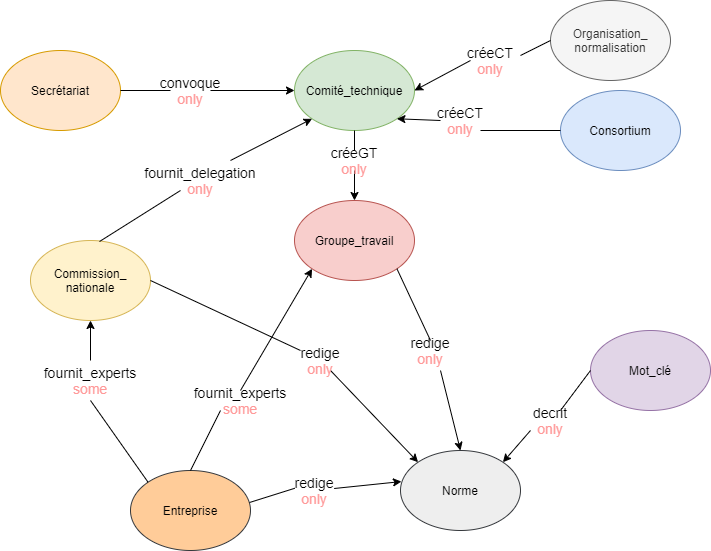 Organisation_
normalisation
créeCT
only
Secrétariat
convoque
only
Comité_technique
créeCT
only
Consortium
créeGT
only
fournit_delegation
only
Groupe_travail
Commission_
nationale
redige
only
redige
only
Mot_clé
fournit_experts
some
fournit_experts
some
decrit
only
redige
only
Norme
Entreprise